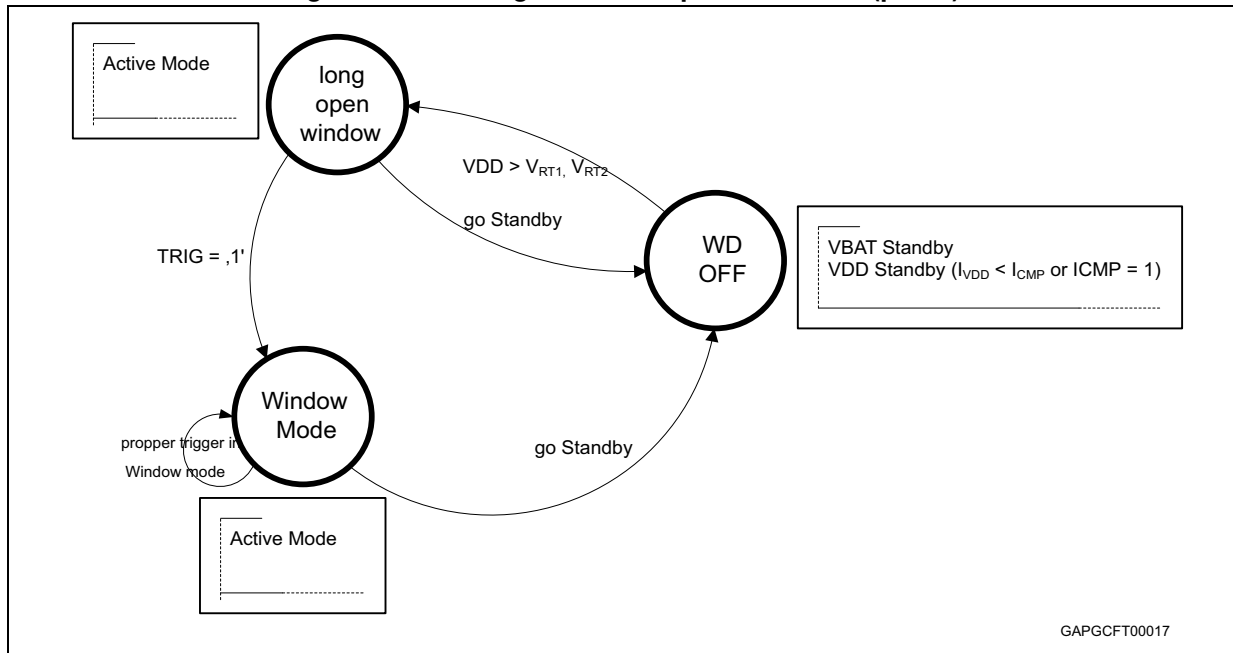 Active Mode
long
open
window
VDD > VRT1, VRT2
go Standby
WD
OFF
VBAT Standby
VDD Standby (IVDD < ICMP or ICMP = 1)
TRIG = ‚1'
Window
Mode
propper trigger in
Window mode
go Standby
Active Mode
GAPGCFT00017